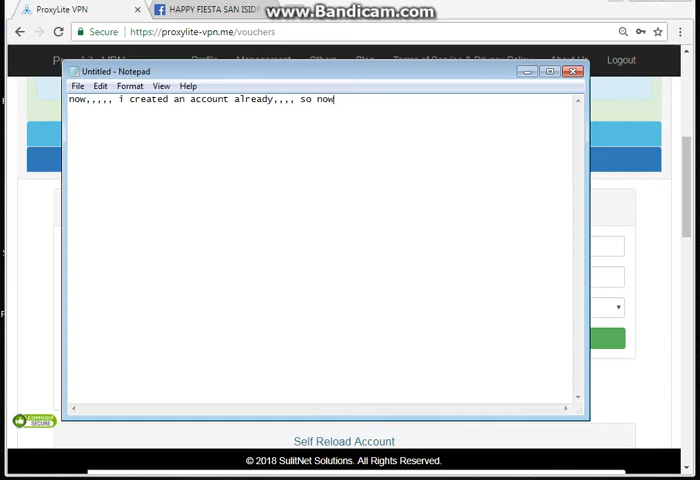 www.Bandicam.com
ProxyLite VPN
HAPPY FIESTA SAN ISIDR
Secure https://proxylite-vpn.me/vouchers
Logout
Untitled - Notepad
File Edit Format View Help
now,,,,, i created an account already,,,, so now
COMODO
SECURE
Self Reload Account
© 2018 SulitNet Solutions. All Rights Reserved.